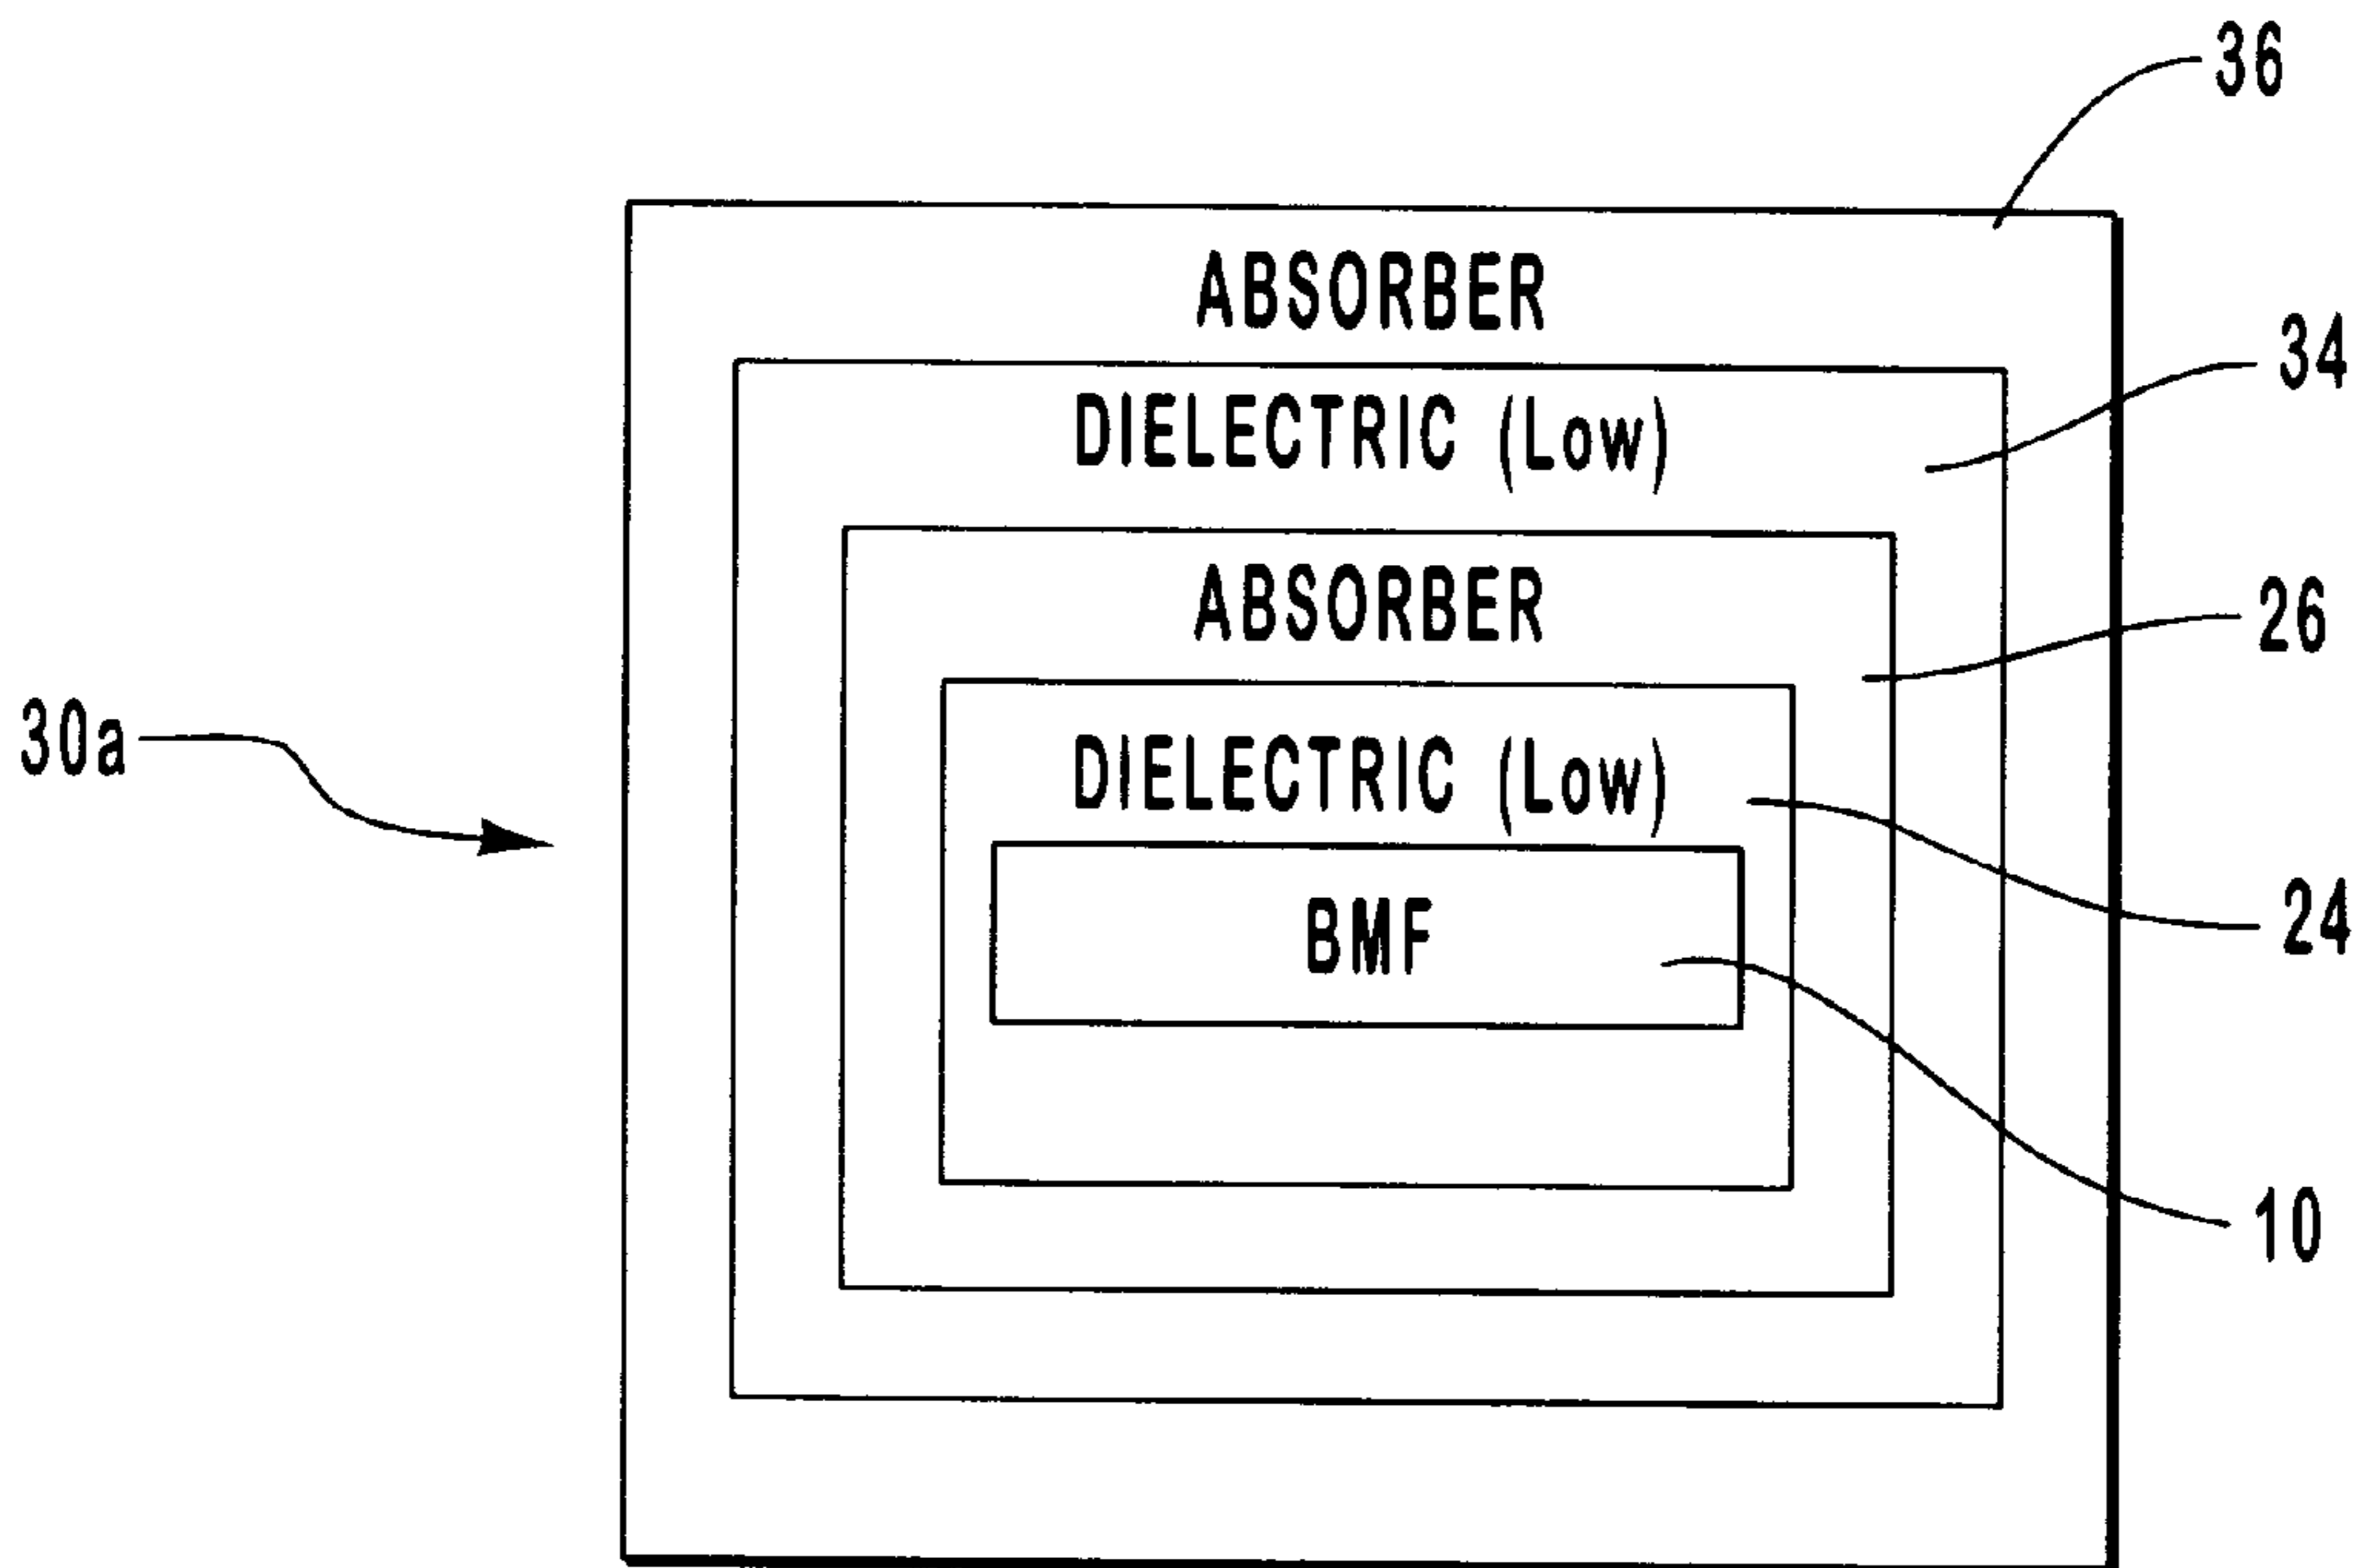 36
ABSORBER
34
DIELECTRIC (Low)
ABSORBER
26
30a
DIELECTRIC (Low)
24
BMF
10